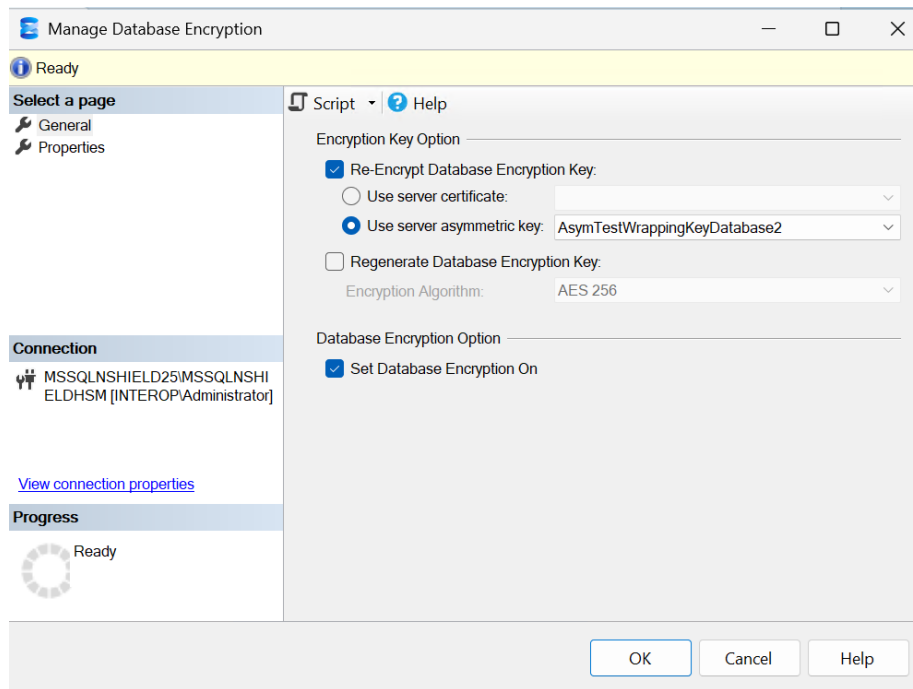 Manage Database Encryption
Ready
Select a page
General
Properties
Script
Help
Encryption Key Option
Re-Encrypt Database Encryption Key:
Use server certificate:
Use server asymmetric key: AsymTestWrappingKeyDatabase2
Regenerate Database Encryption Key:
Encryption Algorithm: AES 256
Database Encryption Option
Set Database Encryption On
Connection
MSSQLNSHIELD25\MSSQLNSHI
ELDHSM [INTEROP\Administrator]
View connection properties
Progress
Ready
OK Cancel Help